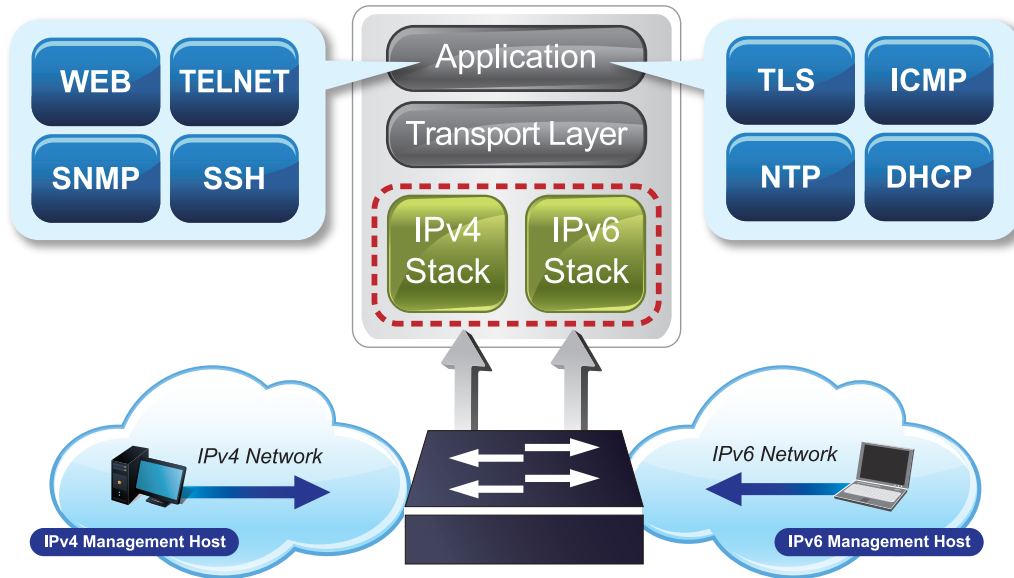 WEB
TELNET
SNMP
SSH
Application
Transport Layer
IPv4
Stack
IPv6
Stack
TLS
ICMP
NTP
DHCP
IPv4 Network
IPv4 Management Host
IPv6 Network
IPv6 Management Host